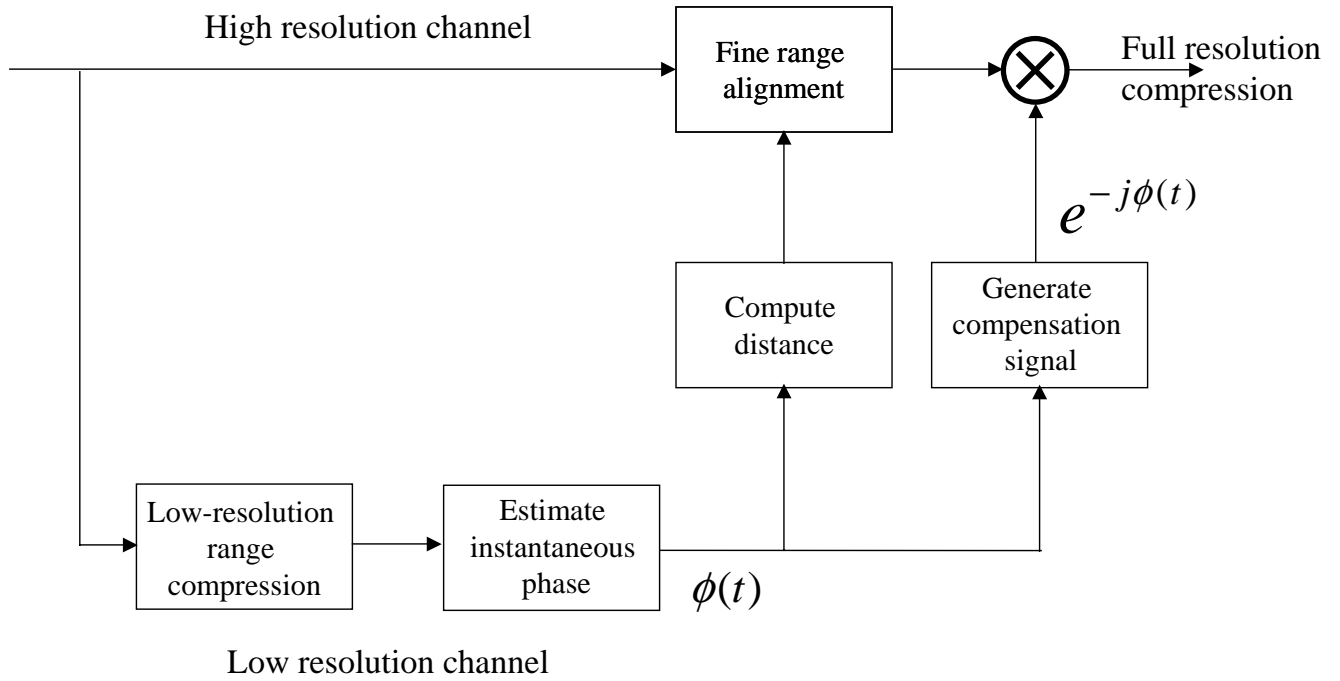 High resolution channel
Fine range
alignment
Full resolution
compression
e^{-jϕ(t)}
Compute
distance
Generate
compensation
signal
Low-resolution
range
compression
Estimate
instantaneous
phase
ϕ(t)
Low resolution channel